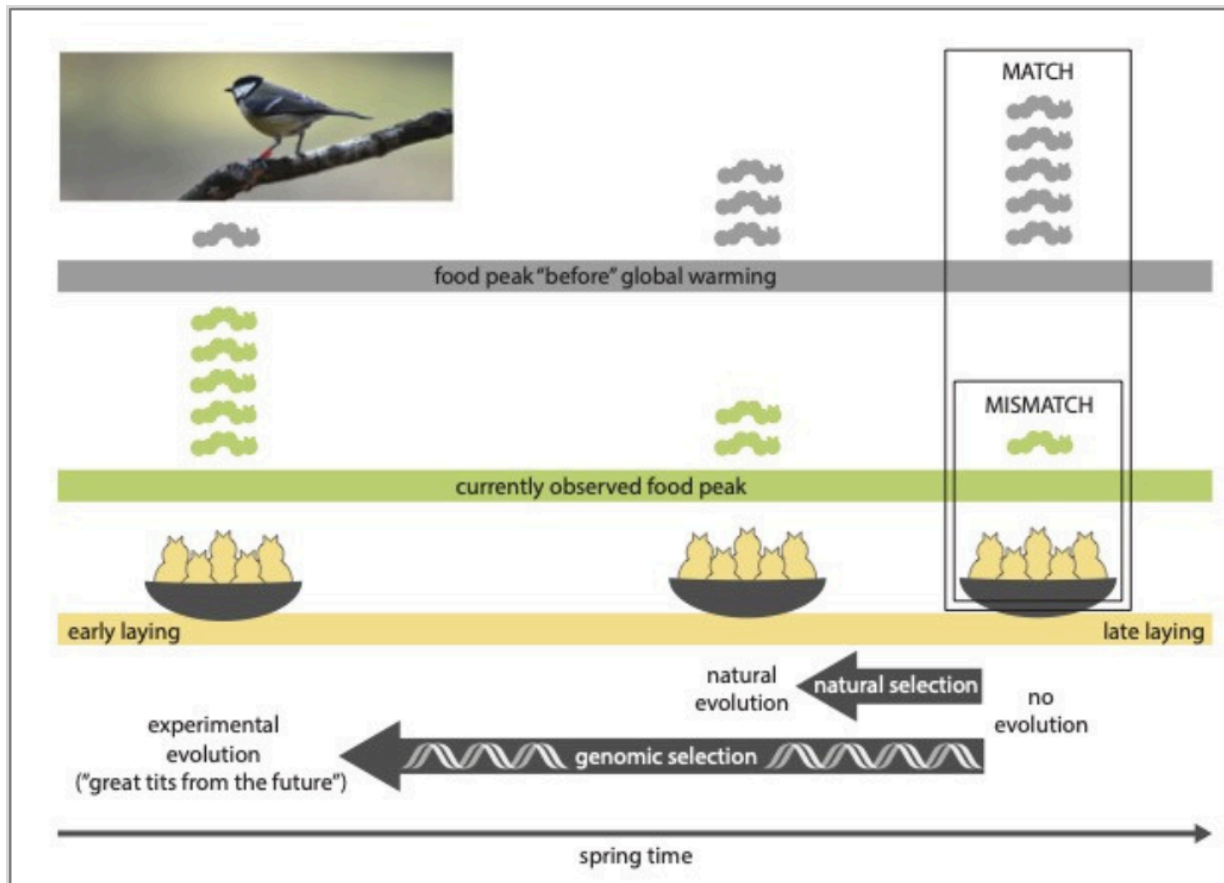 MATCH
food peak "before" global warming
MISMATCH
currently observed food peak
early laying
late laying
natural
evolution
natural selection
no
evolution
experimental
evolution
("great tits from the future")
genomic selection
spring time